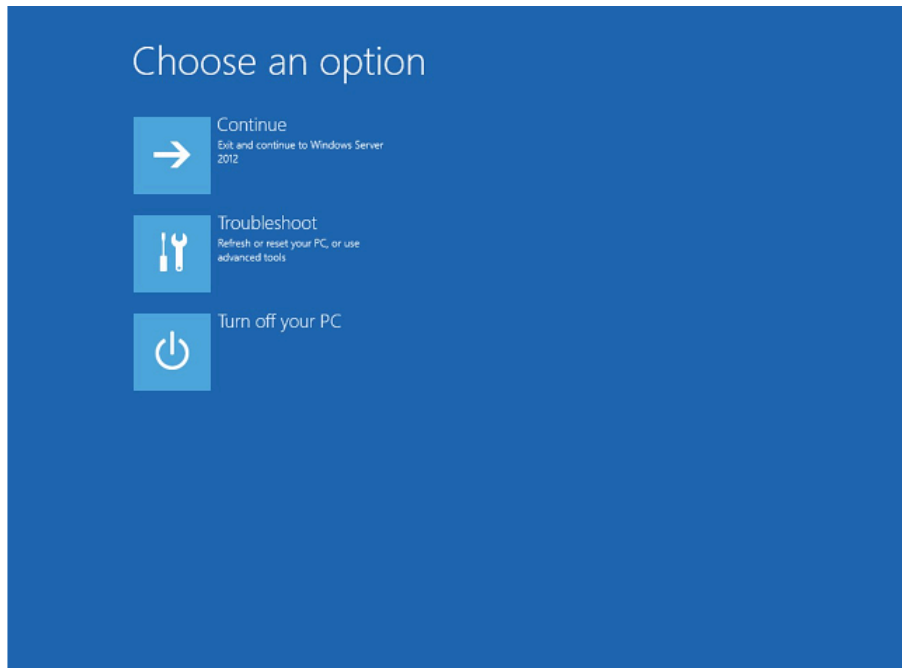 Choose an option
Continue
Exit and continue to Windows Server
2012
Troubleshoot
Refresh or reset your PC, or use
advanced tools
Turn off your PC